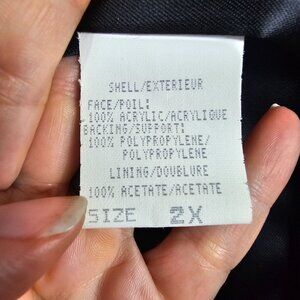 SHELL/EXTERIEUR
FACE/POIL:
100% ACRYLIC/ACRYLIQUE
BACKING/SUPPORT:
100% POLYPROPYLENE/
POLYPROPYLENE
LINING/DOUBLURE
100% ACETATE/ACETATE
SIZE 2X